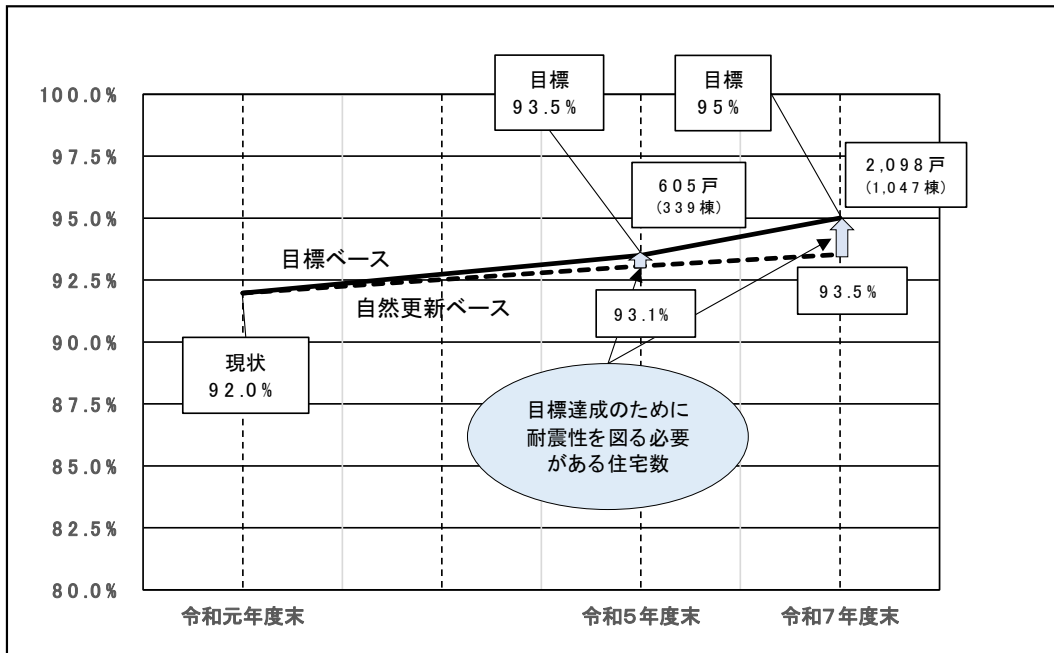 目標
93.5%
目標
95%
100.0%
97.5%
95.0%
92.5%
90.0%
87.5%
85.0%
82.5%
80.0%
605戸
(339棟)
2,098戸
(1,047棟)
目標ベース
自然更新ベース
93.1%
93.5%
現状
92.0%
目標達成のために
耐震性を図る必要
がある住宅数
令和元年度末
令和5年度末
令和7年度末